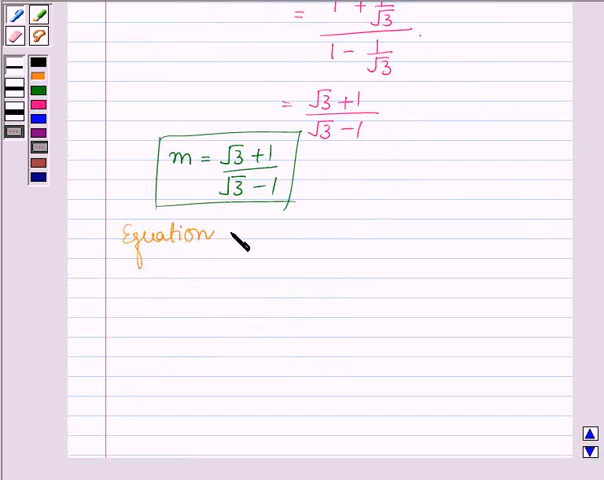 = 1 + 1/√3
1 - 1/√3
= √3 + 1 / √3 - 1
m = √3 + 1 / √3 - 1
Equation